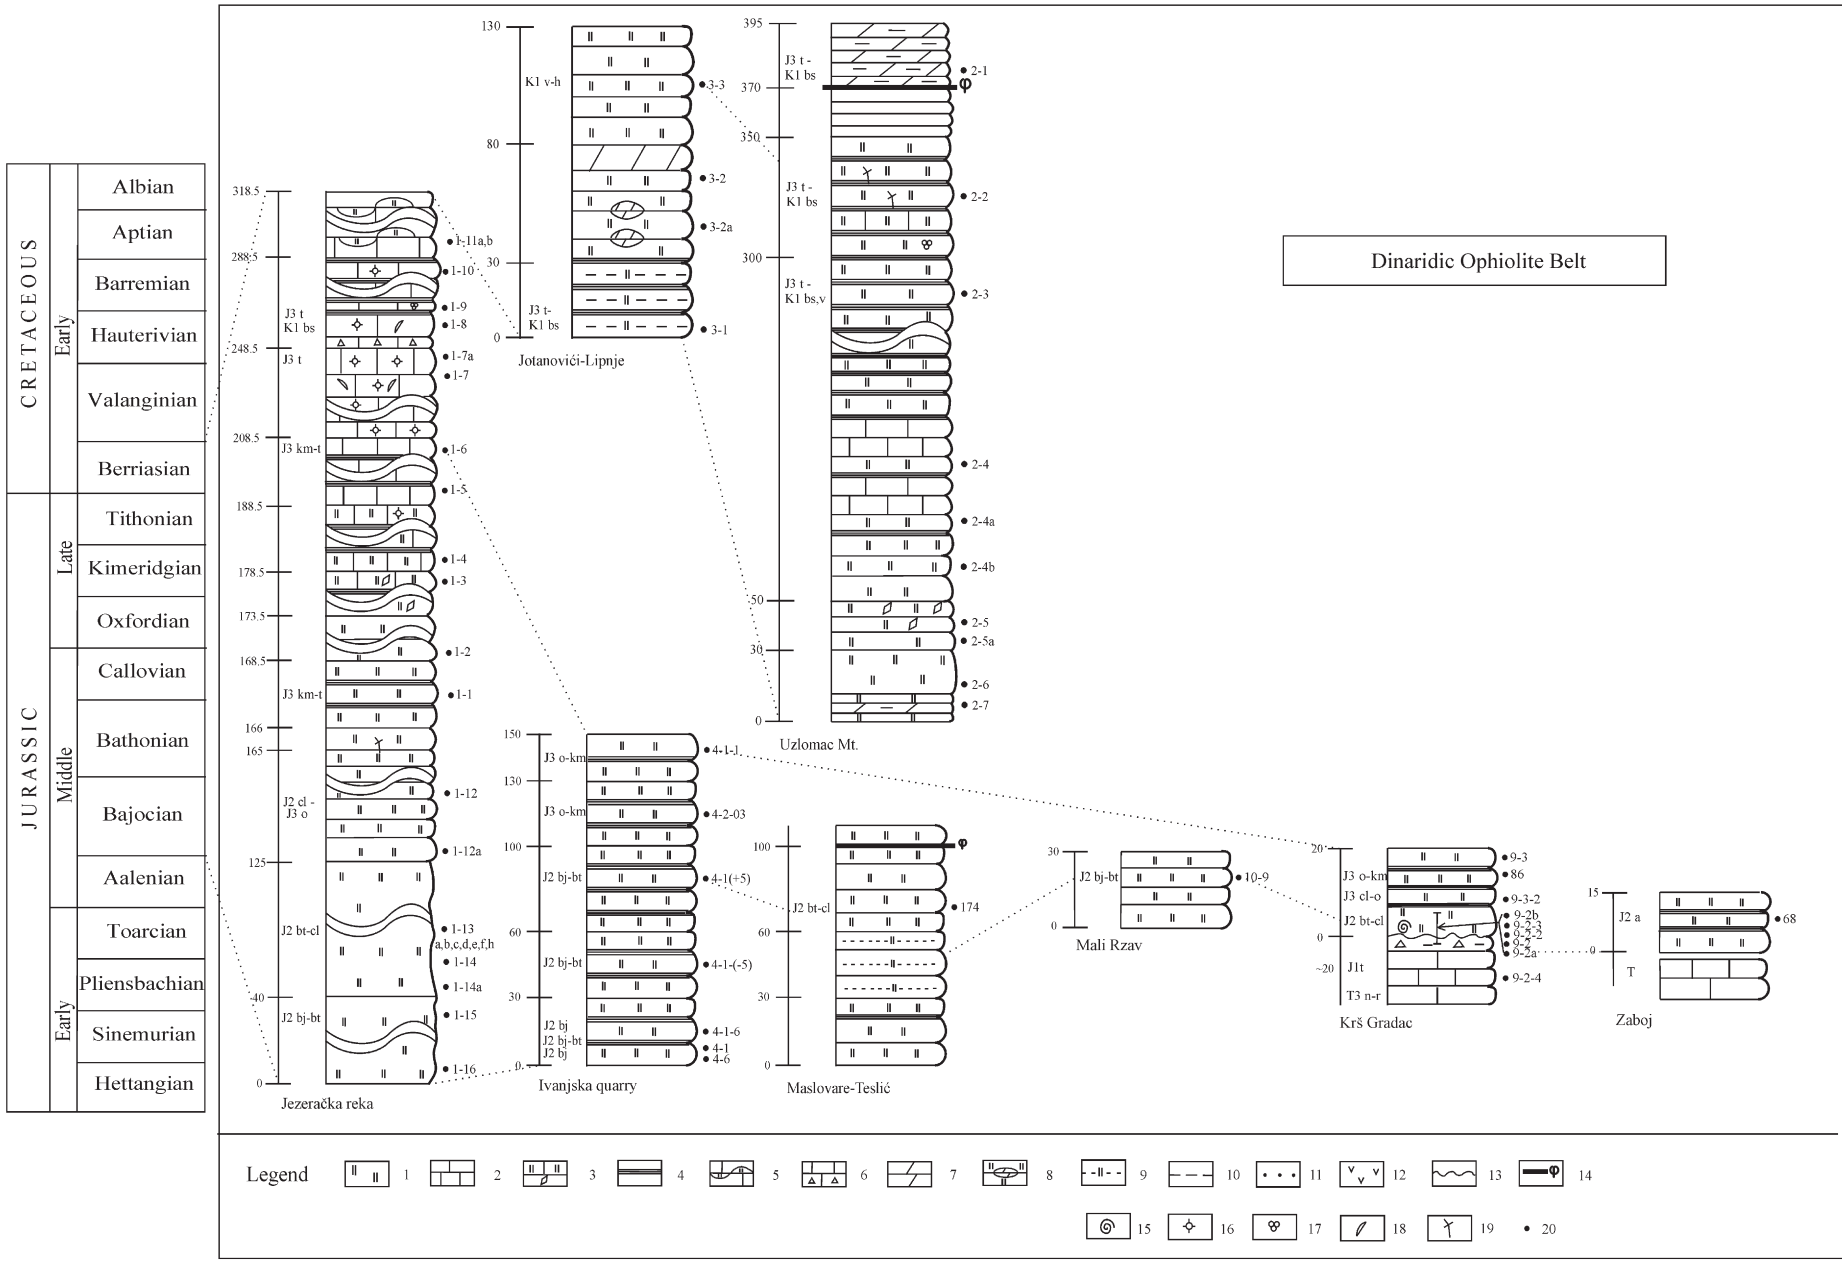 CRETACEOUS
Early
Albian
Aptian
Barremian
Hauterivian
Valanginian
Berriasian
JURASSIC
Late
Tithonian
Kimeridgian
Oxfordian
Middle
Callovian
Bathonian
Bajocian
Aalenian
Early
Toarcian
Pliensbachian
Sinemurian
Hettangian
Dinaridic Ophiolite Belt
318.5
288.5
248.5
208.5
188.5
178.5
173.5
168.5
166
165
125
40
0
J3 t
K1 bs
J3 t
J3 km-t
J3 km-t
J2 cl -
J3 o
J2 bt-cl
J2 bj-bt
1-11a,b
1-10
1-9
1-8
1-7a
1-7
1-6
1-5
1-4
1-3
1-2
1-1
1-12
1-12a
1-13
a,b,c,d,e,f,h
1-14
1-14a
1-15
1-16
Jezeračka reka
130
80
30
0
K1 v-h
J3 t-
K1 bs
3-3
3-2
3-2a
3-1
Jotanovići-Lipnje
395
370
350
300
50
30
0
J3 t -
K1 bs
J3 t -
K1 bs
J3 t -
K1 bs,v
2-1
φ
2-2
2-3
2-4
2-4a
2-4b
2-5
2-5a
2-6
2-7
Uzlomac Mt.
150
130
100
60
30
0
J3 o-km
J3 o-km
J2 bj-bt
J2 bj-bt
J2 bj
J2 bj-bt
J2 bj
4-1-1
4-2-03
4-1(+5)
4-1-(-5)
4-1-6
4-1
4-6
Ivanjska quarry
100
60
30
0
J2 bt-cl
φ
174
Maslovare-Teslić
30
0
J2 bj-bt
10-9
Mali Rzav
20
0
~20
J3 o-km
J3 cl-o
J2 bt-cl
J1t
T3 n-r
9-3
86
9-3-2
9-2b
9-2-3
9-2-2
9-2
9-2a
9-2-4
Krš Gradac
15
0
J2 a
T
68
Zaboj
Legend
1 2 3 4 5 6 7 8 9 10 11 12 13 φ 14
15 16 17 18 19 20